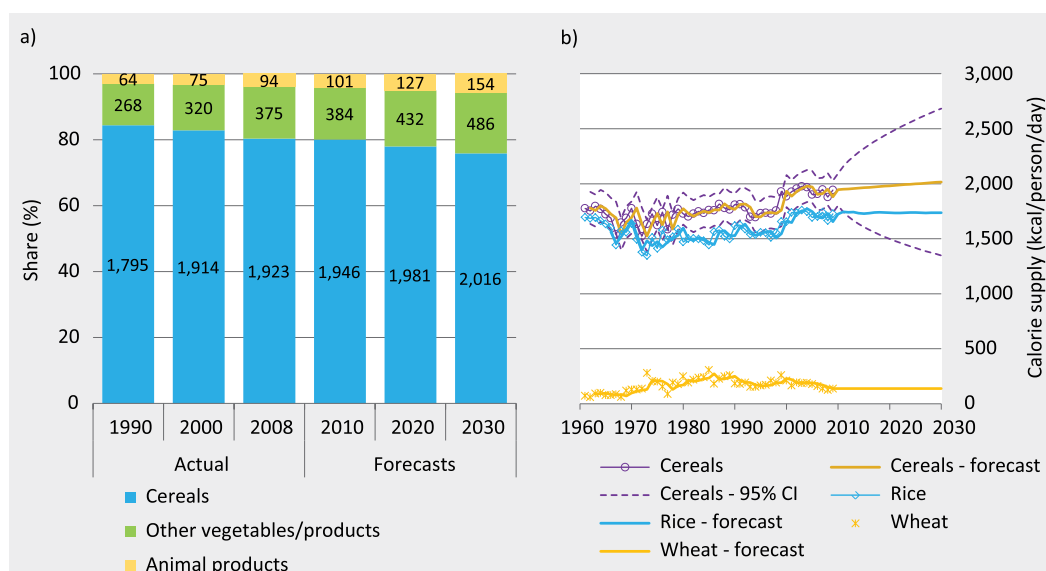 a)
Share (%)
100
80
60
40
20
0
64 75 94 101 127 154
268 320 375 384 432 486
1,795 1,914 1,923 1,946 1,981 2,016
1990 2000 2008 2010 2020 2030
Actual Forecasts
Cereals
Other vegetables/products
Animal products
b)
3,000
2,500
2,000
1,500
1,000
500
0
Calorie supply (kcal/person/day)
1960 1970 1980 1990 2000 2010 2020 2030
Cereals Cereals - forecast
Cereals - 95% CI Rice
Rice - forecast Wheat
Wheat - forecast